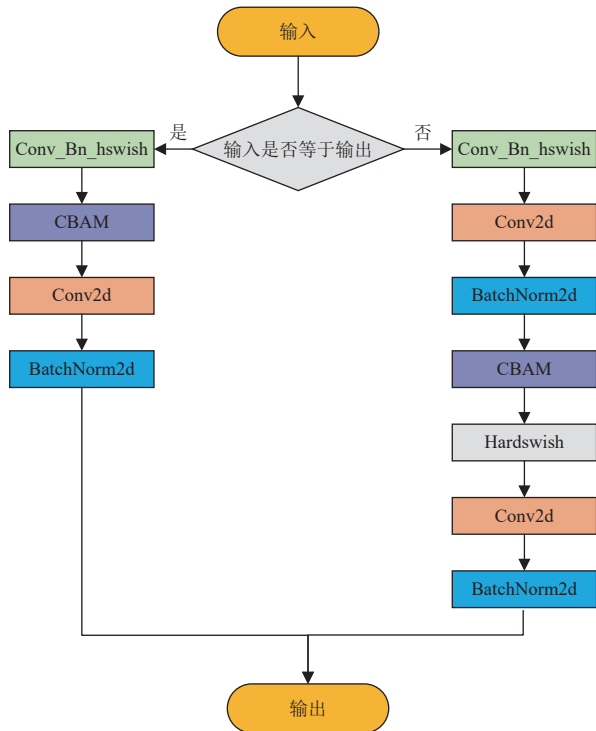 输入
输入是否等于输出
是
否
Conv_Bn_hswish
CBAM
Conv2d
BatchNorm2d
Conv_Bn_hswish
Conv2d
BatchNorm2d
CBAM
Hardswish
Conv2d
BatchNorm2d
输出